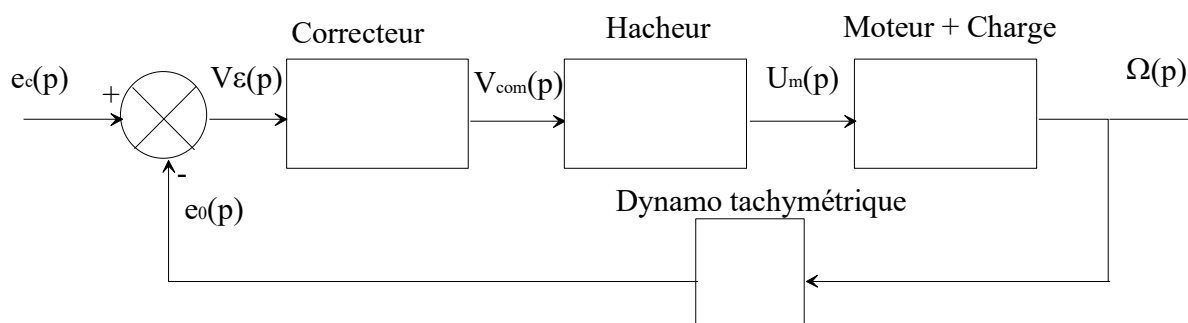 Correcteur
Hacheur
Moteur + Charge
ec(p)
+
Vε(p)
Vcom(p)
Um(p)
Ω(p)
-
e0(p)
Dynamo tachymétrique